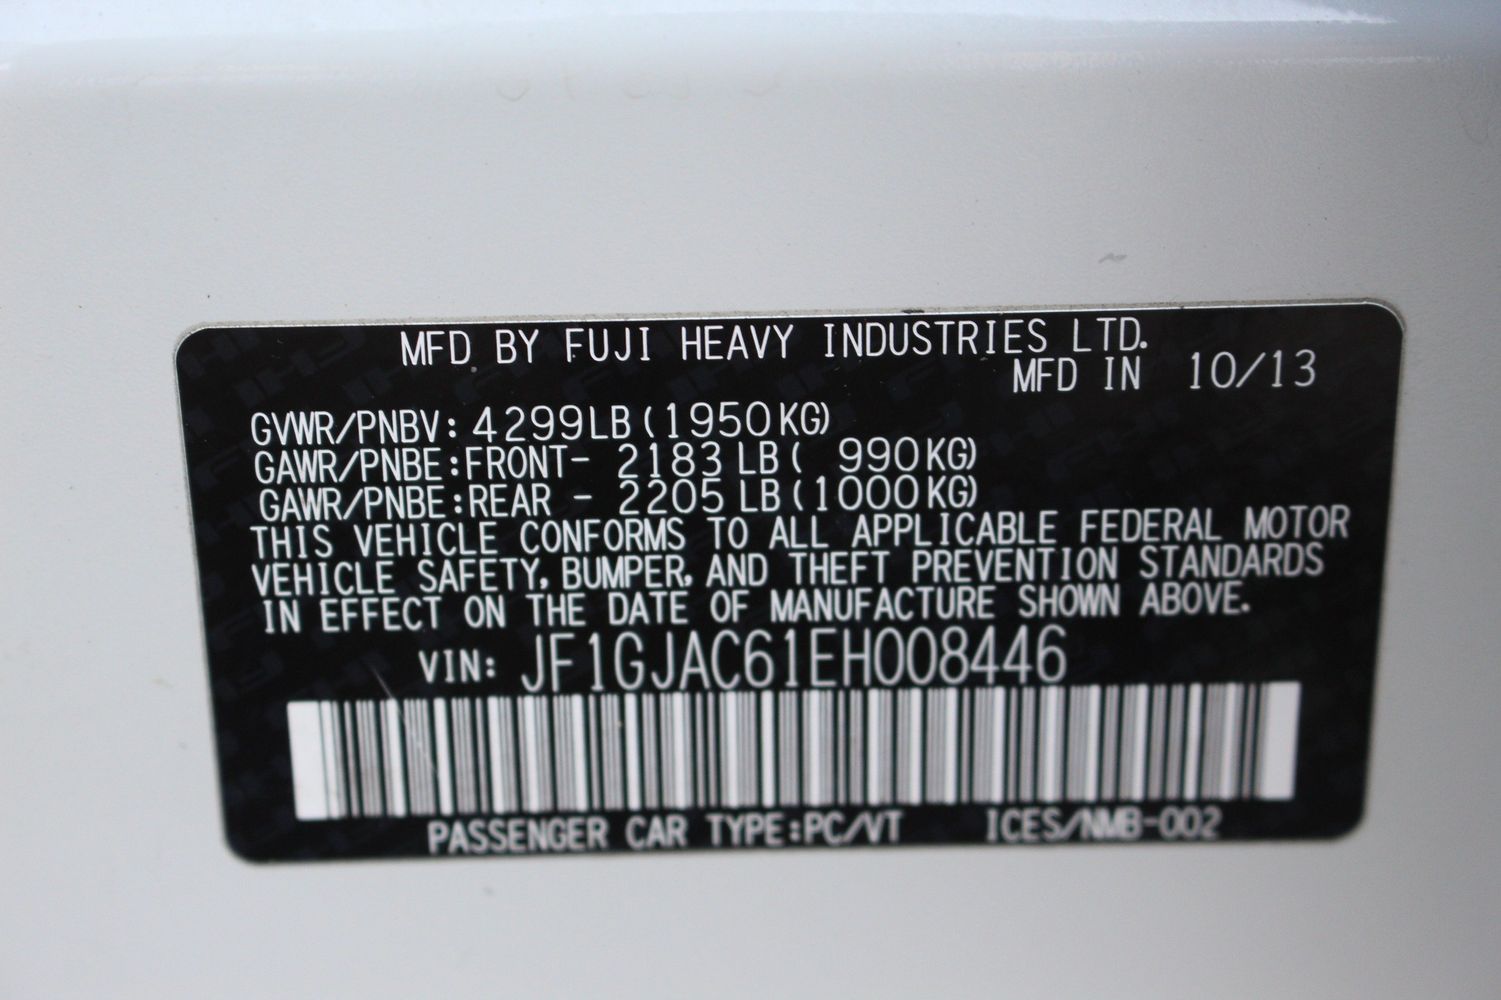 MFD BY FUJI HEAVY INDUSTRIES LTD.
MFD IN 10/13
GVWR/PNBV: 4299LB (1950KG)
GAWR/PNBE:FRONT- 2183 LB ( 990KG)
GAWR/PNBE:REAR - 2205 LB (1000KG)
THIS VEHICLE CONFORMS TO ALL APPLICABLE FEDERAL MOTOR
VEHICLE SAFETY, BUMPER, AND THEFT PREVENTION STANDARDS
IN EFFECT ON THE DATE OF MANUFACTURE SHOWN ABOVE.
VIN: JF1GJAC61EH008446
PASSENGER CAR TYPE:PC/VT ICES/NMB-002